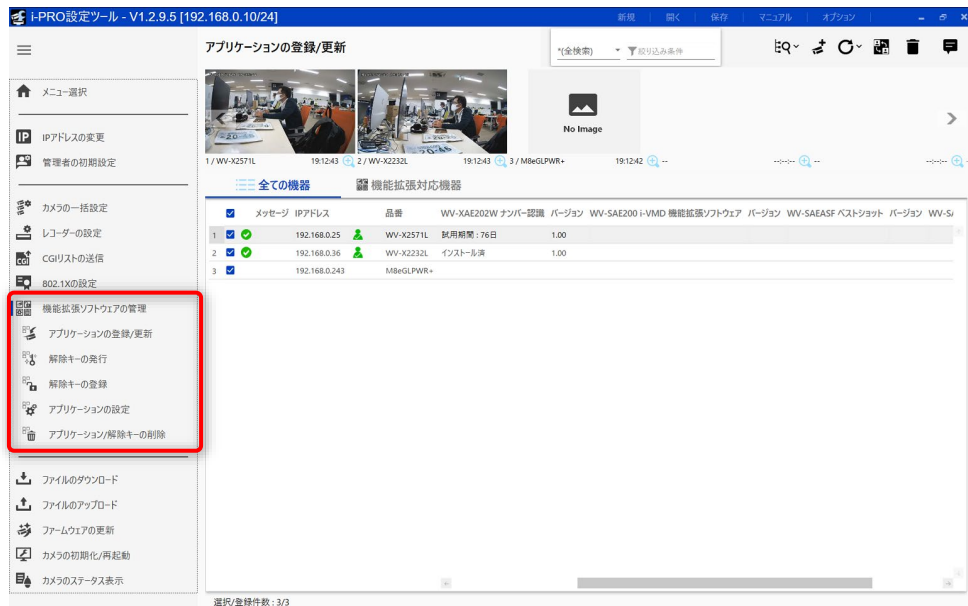 i-PRO設定ツール - V1.2.9.5 [192.168.0.10/24]
新規 開く 保存 マニュアル オプション
アプリケーションの登録/更新
*(全検索) 絞り込み条件
メニュー選択
IPアドレスの変更
管理者の初期設定
カメラの一括設定
レコーダーの設定
CGIリストの送信
802.1Xの設定
機能拡張ソフトウェアの管理
アプリケーションの登録/更新
解除キーの発行
解除キーの登録
アプリケーションの設定
アプリケーション/解除キーの削除
ファイルのダウンロード
ファイルのアップロード
ファームウェアの更新
カメラの初期化/再起動
カメラのステータス表示
No Image
1 / WV-X2571L 19:12:43 2 / WV-X2232L 19:12:43 3 / M8eGLPWR+ 19:12:42 --:--:-- -- --:--:-- --
全ての機器 機能拡張対応機器
メッセージ IPアドレス 品番 WV-XAE202W ナンバー認識 バージョン WV-SAE200 i-VMD 機能拡張ソフトウェア バージョン WV-SAEASF ベストショット バージョン WV-S
1 192.168.0.25 WV-X2571L 試用期間 : 76日 1.00
2 192.168.0.36 WV-X2232L インストール済 1.00
3 192.168.0.243 M8eGLPWR+
選択/登録件数 : 3/3